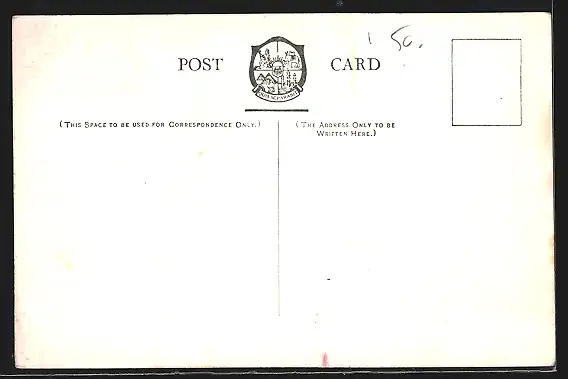 POST CARD
1 50.
(THIS SPACE TO BE USED FOR CORRESPONDENCE ONLY.)
(THE ADDRESS ONLY TO BE
WRITTEN HERE.)